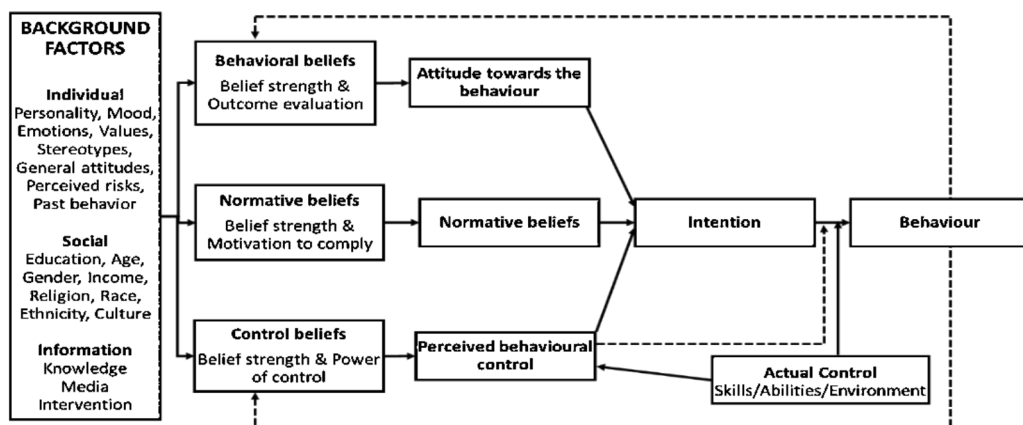 BACKGROUND
FACTORS
Individual
Personality, Mood,
Emotions, Values,
Stereotypes,
General attitudes,
Perceived risks,
Past behavior
Social
Education, Age,
Gender, Income,
Religion, Race,
Ethnicity, Culture
Information
Knowledge
Media
Intervention
Behavioral beliefs
Belief strength &
Outcome evaluation
Attitude towards the
behaviour
Normative beliefs
Belief strength &
Motivation to comply
Normative beliefs
Intention
Behaviour
Control beliefs
Belief strength & Power
of control
Perceived behavioural
control
Actual Control
Skills/Abilities/Environment